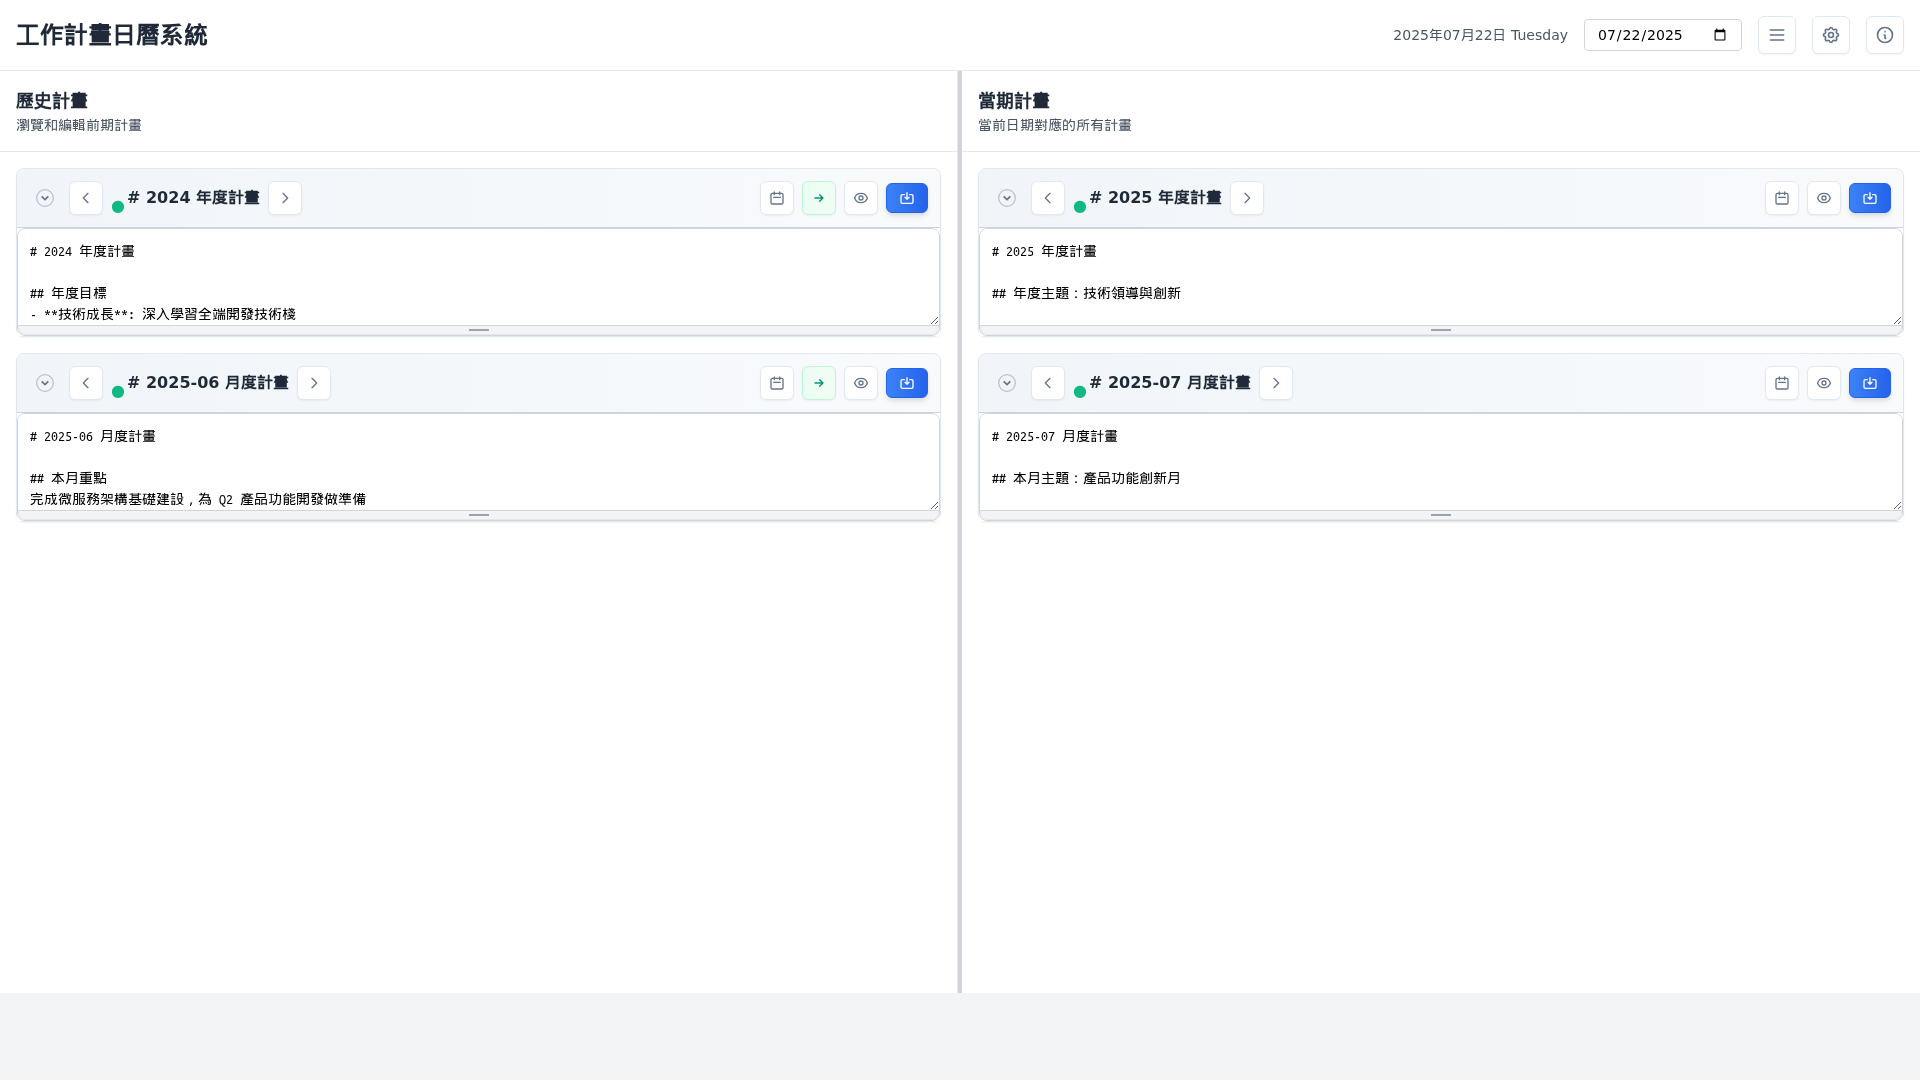 工作計畫日曆系統
2025年07月22日 Tuesday
07/22/2025
歷史計畫
瀏覽和編輯前期計畫
# 2024 年度計畫
# 2024 年度計畫
## 年度目標
- **技術成長**: 深入學習全端開發技術棧
# 2025-06 月度計畫
# 2025-06 月度計畫
## 本月重點
完成微服務架構基礎建設，為 Q2 產品功能開發做準備
當期計畫
當前日期對應的所有計畫
# 2025 年度計畫
# 2025 年度計畫
## 年度主題：技術領導與創新
# 2025-07 月度計畫
# 2025-07 月度計畫
## 本月主題：產品功能創新月